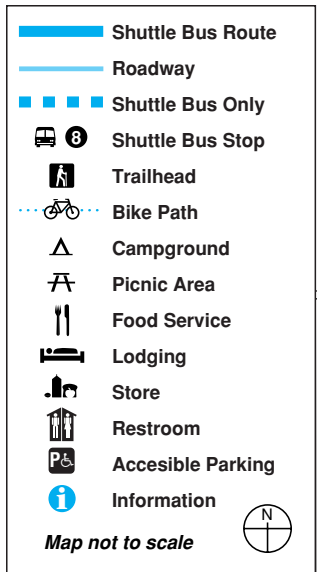 Shuttle Bus Route
Roadway
Shuttle Bus Only
8 Shuttle Bus Stop
Trailhead
Bike Path
Campground
Picnic Area
Food Service
Lodging
Store
Restroom
P Accesible Parking
i Information
Map not to scale
N